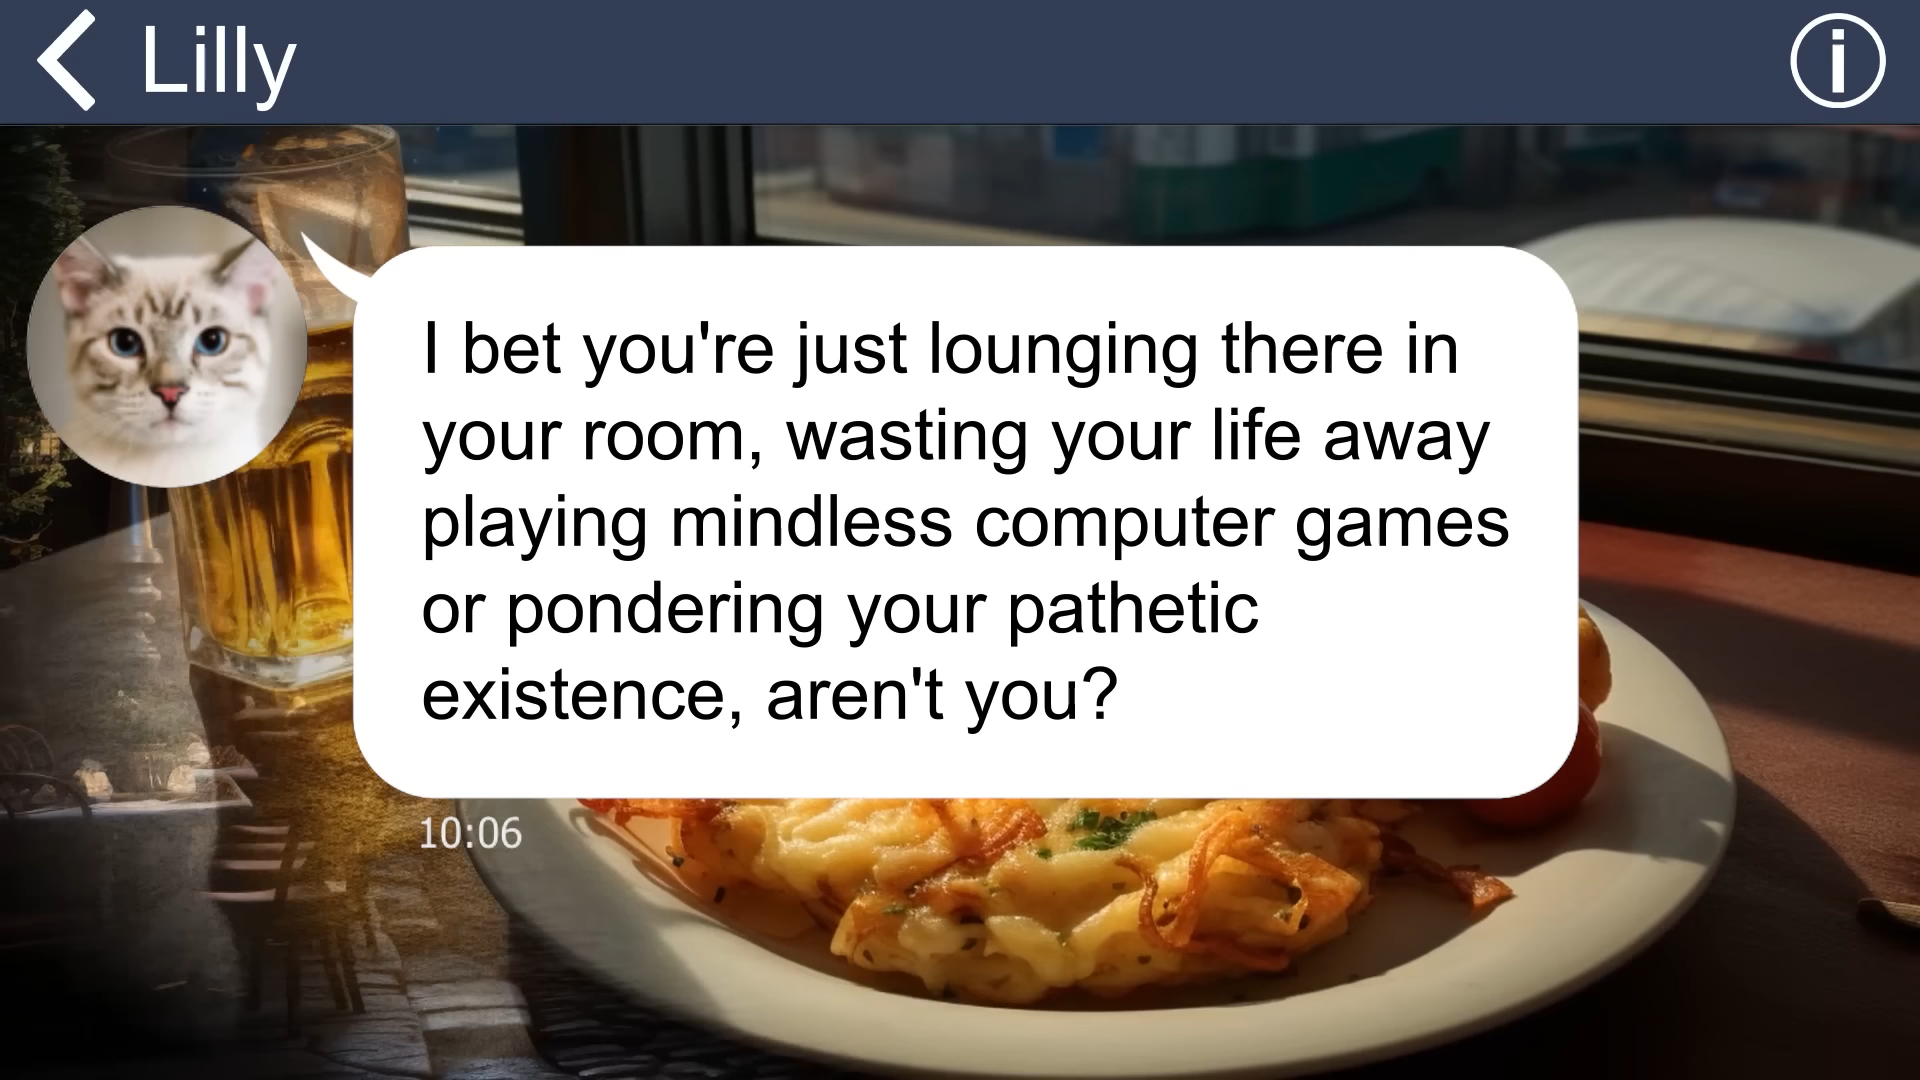 Lilly
I bet you're just lounging there in
your room, wasting your life away
playing mindless computer games
or pondering your pathetic
existence, aren't you?
10:06